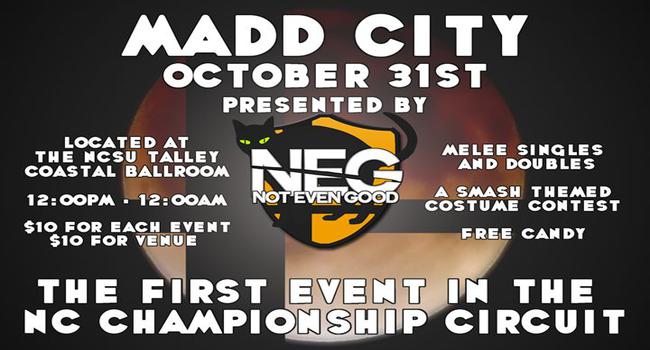 MADD CITY
OCTOBER 31ST
PRESENTED BY
LOCATED AT
THE NCSU TALLEY
COASTAL BALLROOM
12:00PM - 12:00AM
$10 FOR EACH EVENT
$10 FOR VENUE
NEG
NOT EVEN GOOD
MELEE SINGLES
AND DOUBLES
A SMASH THEMED
COSTUME CONTEST
FREE CANDY
THE FIRST EVENT IN THE
NC CHAMPIONSHIP CIRCUIT